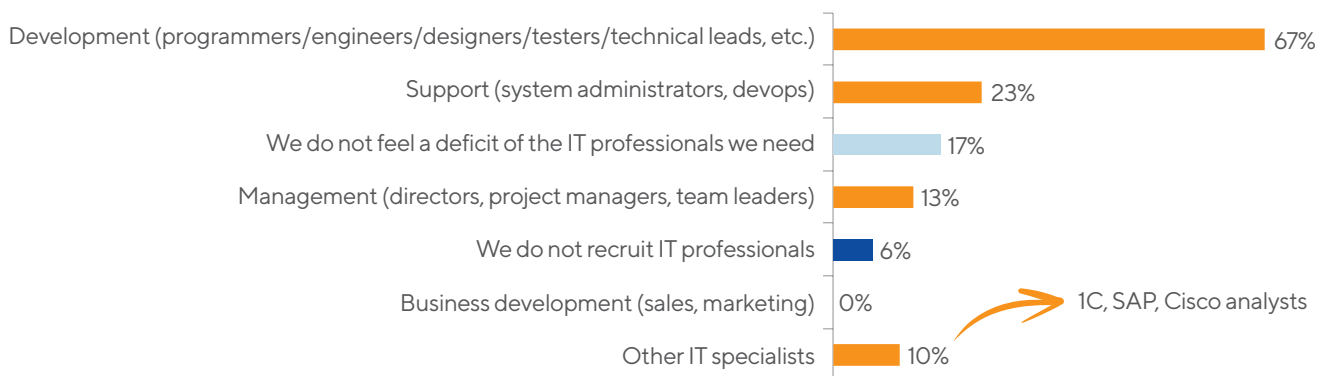 Development (programmers/engineers/designers/testers/technical leads, etc.) 67%
Support (system administrators, devops) 23%
We do not feel a deficit of the IT professionals we need 17%
Management (directors, project managers, team leaders) 13%
We do not recruit IT professionals 6%
Business development (sales, marketing) 0% 1C, SAP, Cisco analysts
Other IT specialists 10%